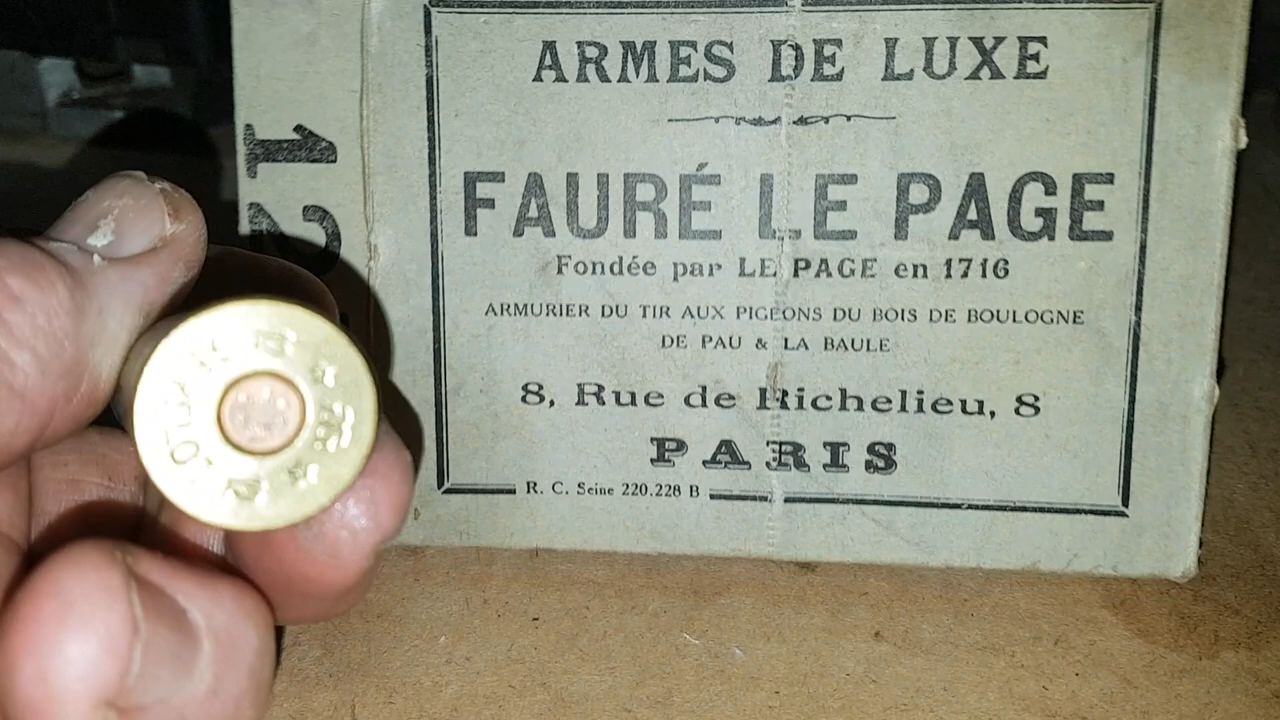 ARMES DE LUXE
FAURÉ LE PAGE
Fondée par LE PAGE en 1716
ARMURIER DU TIR AUX PIGEONS DU BOIS DE BOULOGNE
DE PAU & LA BAULE
8, Rue de Richelieu, 8
PARIS
R. C. Seine 220.228 B
12